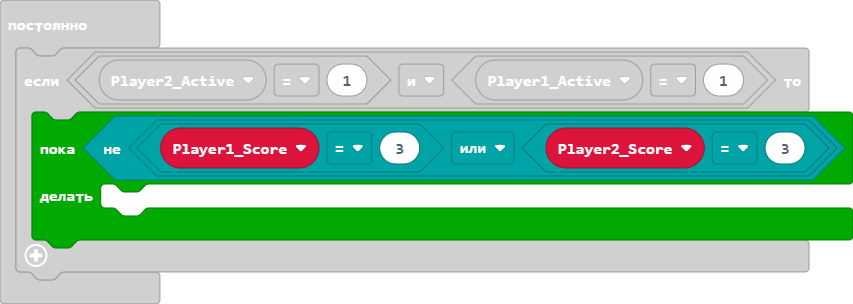 постоянно
если Player2_Active = 1 и Player1_Active = 1 то
пока не Player1_Score = 3 или Player2_Score = 3
делать